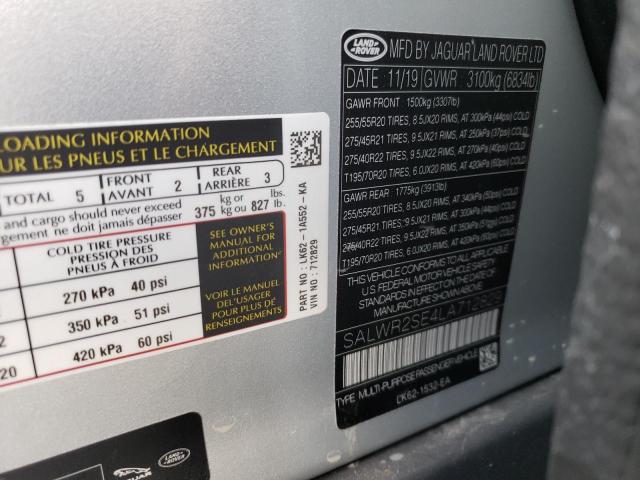 LOADING INFORMATION
UR LES PNEUS ET LE CHARGEMENT
TOTAL 5
FRONT
AVANT 2
REAR
ARRIÈRE 3
and cargo should never exceed
gement ne doit jamais dépasser
375 kg or
ou 827 lbs.
lb.
COLD TIRE PRESSURE
PRESSION DES
PNEUS À FROID
270 kPa 40 psi
350 kPa 51 psi
20 420 kPa 60 psi
SEE OWNER'S
MANUAL FOR
ADDITIONAL
INFORMATION
VOIR LE MANUEL
DE L'USAGER
POUR PLUS DE
RENSEIGNEMENTS
PART NO : LK62-1A552-KA
VIN NO : 712829
LAND ROVER
MFD BY JAGUAR LAND ROVER LTD
DATE 11/19 GVWR 3100kg (6834lb)
GAWR FRONT 1500kg (3307lb)
255/55R20 TIRES, 8.5JX20 RIMS, AT 300kPa (44psi) COLD
275/45R21 TIRES, 9.5JX21 RIMS, AT 250kPa (37psi) COLD
275/40R22 TIRES, 9.5JX22 RIMS, AT 270kPa (40psi) COLD
T195/70R20 TIRES, 6.0JX20 RIMS, AT 420kPa (60psi) COLD
GAWR REAR 1775kg (3913lb)
255/55R20 TIRES, 8.5JX20 RIMS, AT 340kPa (50psi) COLD
275/45R21 TIRES, 9.5JX21 RIMS, AT 300kPa (44psi) COLD
275/40R22 TIRES, 9.5JX22 RIMS, AT 350kPa (51psi) COLD
T195/70R20 TIRES, 6.0JX20 RIMS, AT 420kPa (60psi) COLD
THIS VEHICLE CONFORMS TO ALL APPLICABLE
U.S. FEDERAL MOTOR VEHICLE SAFETY
STANDARDS IN EFFECT ON THE DATE OF
MANUFACTURE SHOWN ABOVE
SALWR2SE4LA712829
TYPE MULTI-PURPOSE PASSENGER VEHICLE
LK62-1532-EA
JAGUAR
LAND ROVER